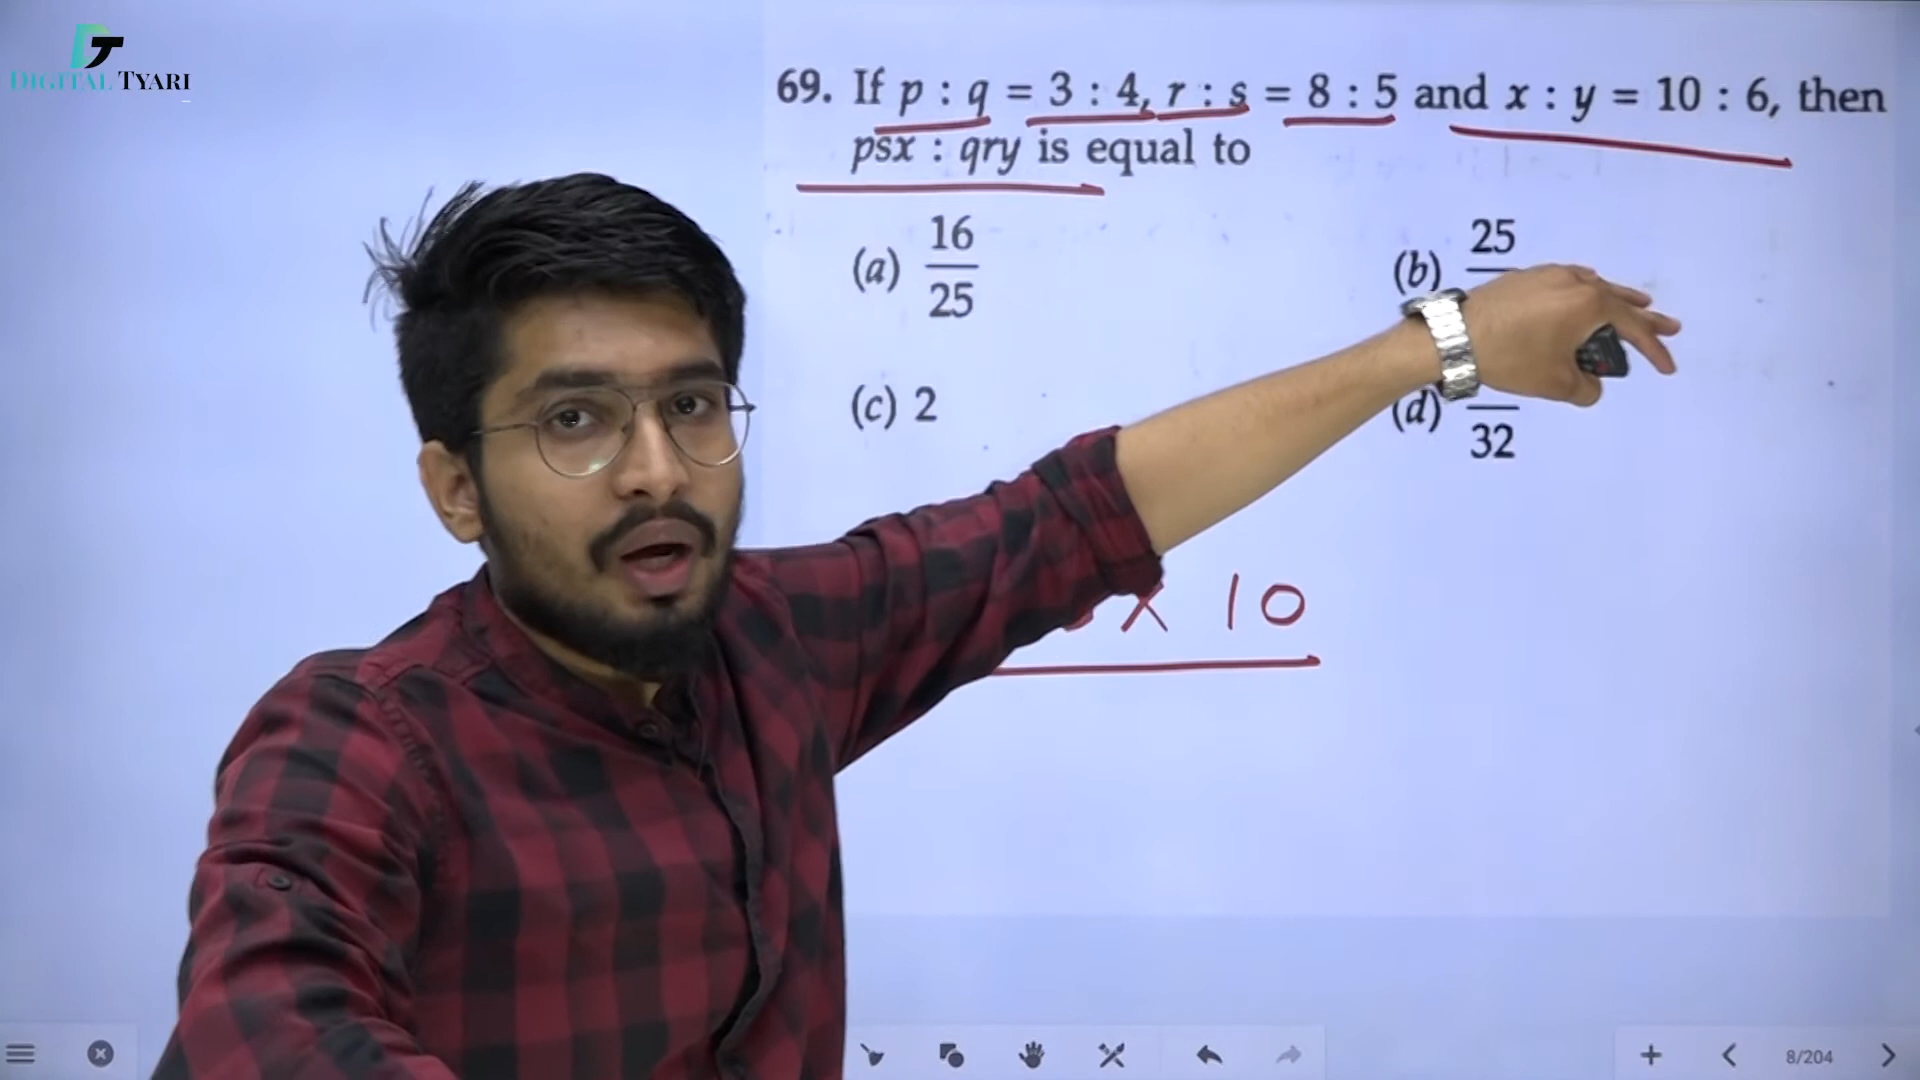 DIGITAL TYARI
69. If p : q = 3 : 4, r : s = 8 : 5 and x : y = 10 : 6, then
psx : qry is equal to
(a) 16/25
(b) 25
(c) 2
(d) 32
x 10
8/204